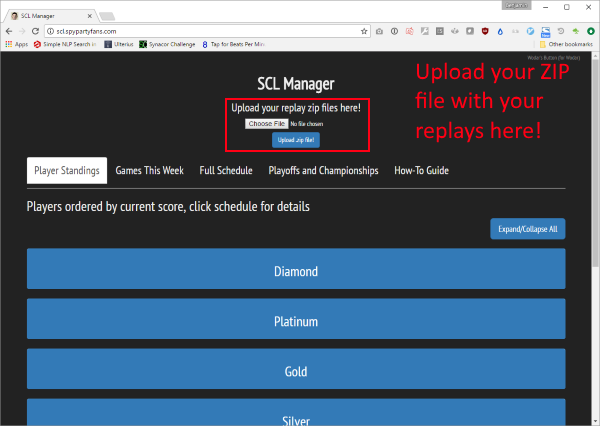 SCL Manager
scl.spypartyfans.com
Apps
Simple NLP Search in
Ulterius
Synacor Challenge
Tap for Beats Per Min
Other bookmarks
SCL Manager
Upload your replay zip files here!
Choose File No file chosen
Upload .zip file!
Upload your ZIP
file with your
replays here!
Player Standings
Games This Week
Full Schedule
Playoffs and Championships
How-To Guide
Players ordered by current score, click schedule for details
Expand/Collapse All
Diamond
Platinum
Gold
Silver